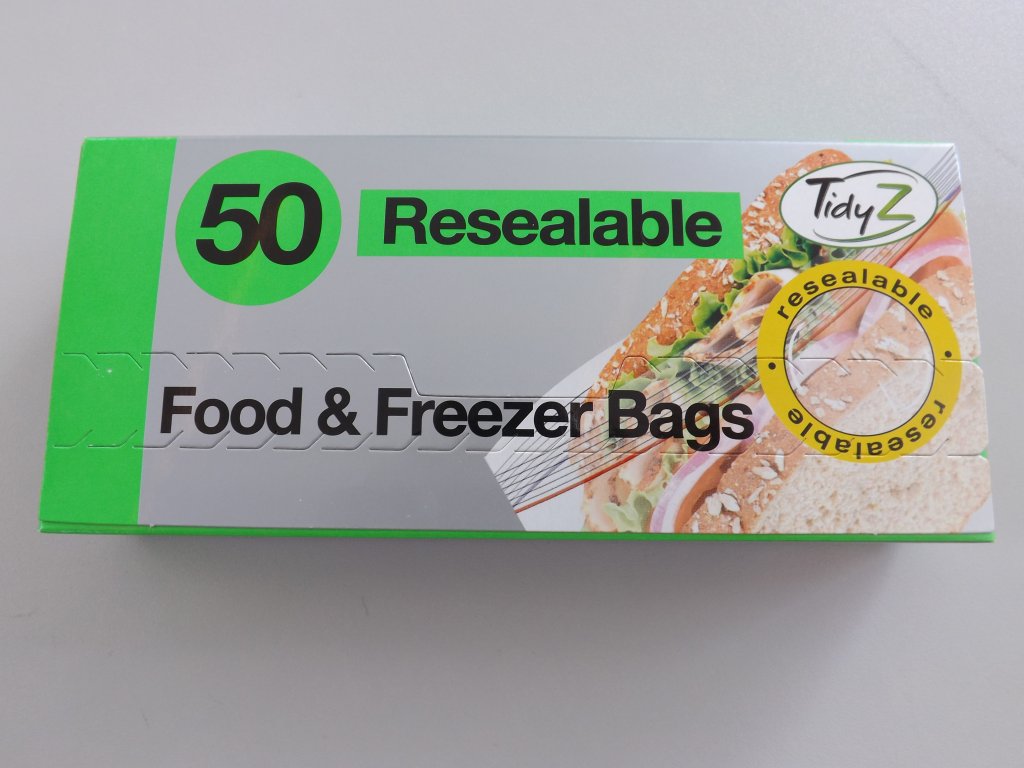 50
Resealable
TidyZ
resealable • resealable •
Food & Freezer Bags